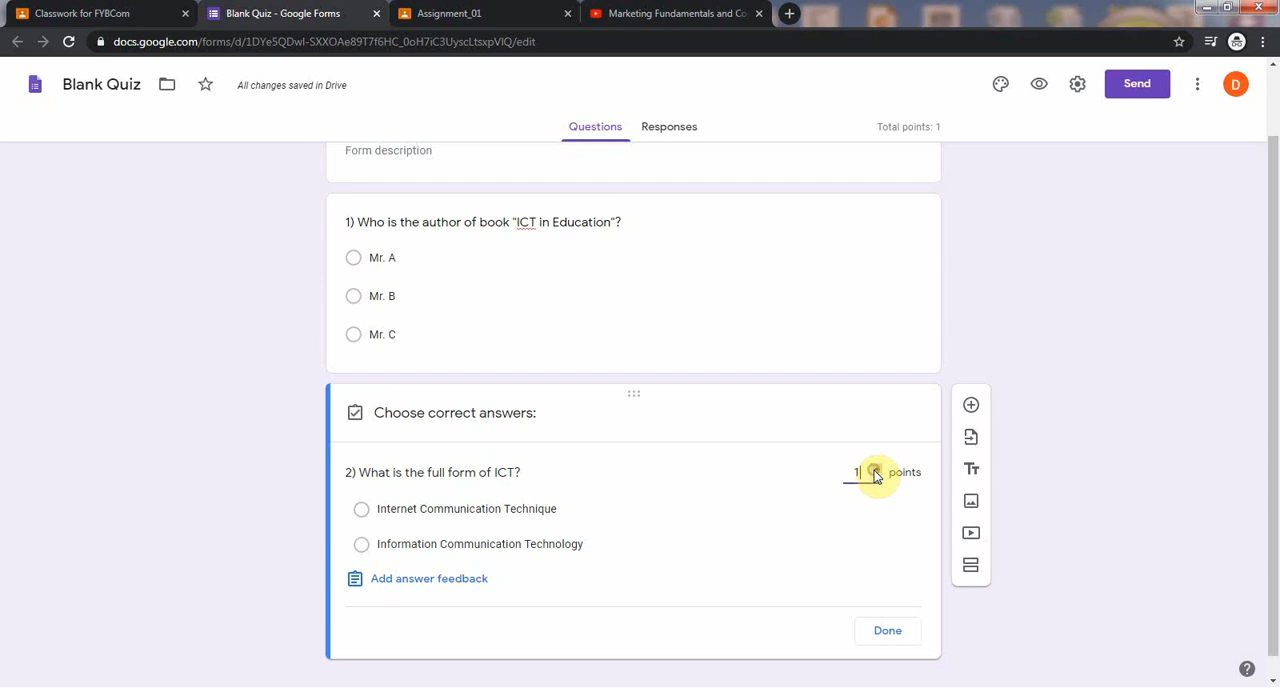 Classwork for FYBCom
Blank Quiz - Google Forms
Assignment_01
Marketing Fundamentals and Co
docs.google.com/forms/d/1DYe5QDwI-SXXOAe89T7f6HC_0oH7iC3UyscLtsxpVIQ/edit
Blank Quiz
All changes saved in Drive
Send
D
Questions
Responses
Total points: 1
Form description
1) Who is the author of book "ICT in Education"?
Mr. A
Mr. B
Mr. C
Choose correct answers:
2) What is the full form of ICT?
1 points
Internet Communication Technique
Information Communication Technology
Add answer feedback
Done